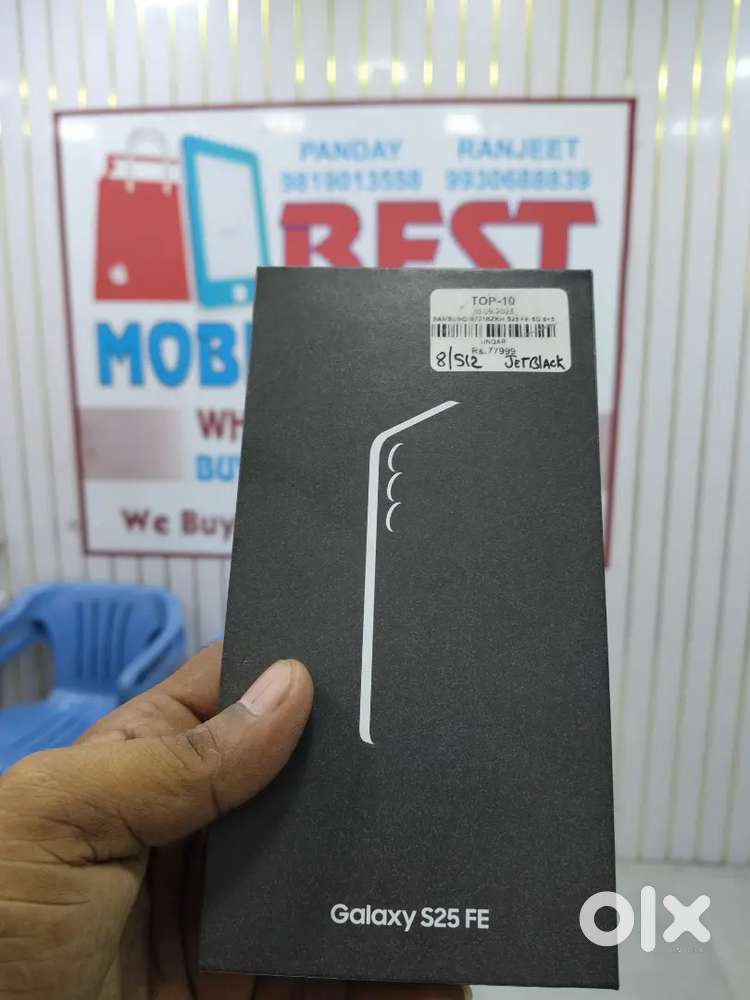 PANDAY RANJEET
9819013558 9930688839
BEST
MOB
WH
BU
We Buy
TOP-10
Rs.77999
8/512 JetBlack
Galaxy S25 FE
olx